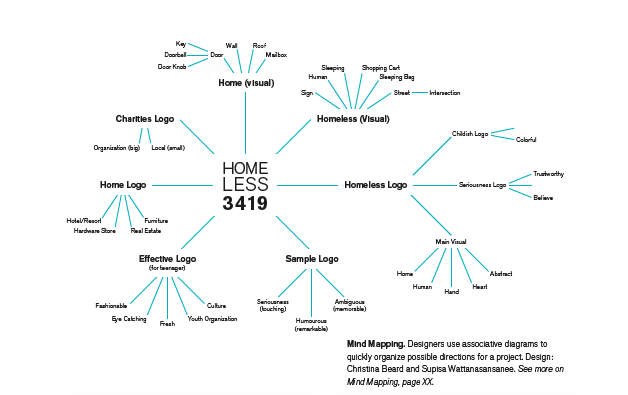 Key
Doorbell
Door Knob
Door
Wall
Roof
Mailbox
Home (visual)
Sleeping
Human
Sign
Shopping Cart
Sleeping Bag
Street
Intersection
Homeless (Visual)
Charities Logo
Organization (big)
Local (small)
Childish Logo
Colorful
HOME
LESS
3419
Home Logo
Hotel/Resort
Hardware Store
Furniture
Real Estate
Homeless Logo
Seriousness Logo
Trustworthy
Believe
Main Visual
Home
Human
Hand
Heart
Abstract
Effective Logo
(for teenager)
Fashionable
Eye Catching
Fresh
Youth Organization
Culture
Sample Logo
Seriousness
(touching)
Humourous
(remarkable)
Ambiguous
(memorable)
Mind Mapping. Designers use associative diagrams to
quickly organize possible directions for a project. Design:
Christina Beard and Supisa Wattanasansanee. See more on
Mind Mapping, page XX.